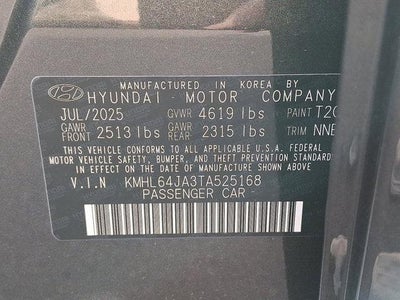 MANUFACTURED IN KOREA BY
HYUNDAI MOTOR COMPANY
JUL/2025 GVWR 4619 lbs PAINT T2G
GAWR FRONT 2513 lbs GAWR REAR 2315 lbs TRIM NNB
THIS VEHICLE CONFORMS TO ALL APPLICABLE U.S.A. FEDERAL
MOTOR VEHICLE SAFETY, BUMPER, AND THEFT PREVENTION STANDARDS
IN EFFECT ON THE DATE OF MANUFACTURE SHOWN ABOVE.
V.I.N KMHL64JA3TA525168
PASSENGER CAR